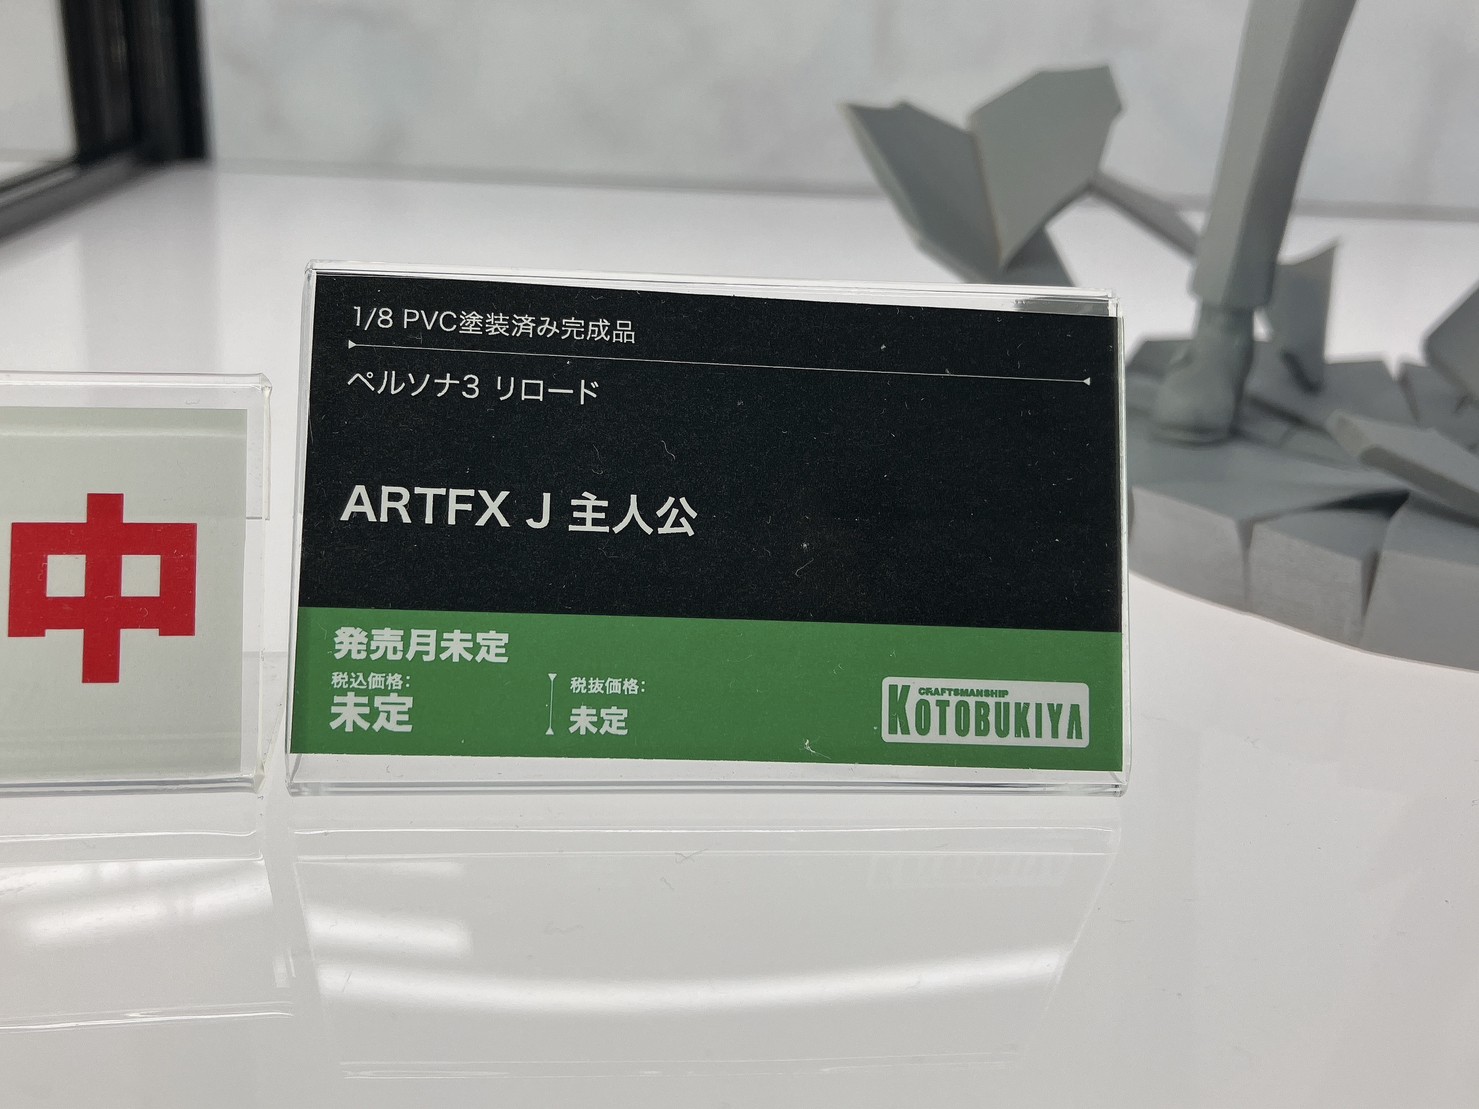 中
1/8 PVC塗装済み完成品
ペルソナ3 リロード
ARTFX J 主人公
発売月未定
税込価格:
未定
税抜価格:
未定
CRAFTSMANSHIP
KOTOBUKIYA